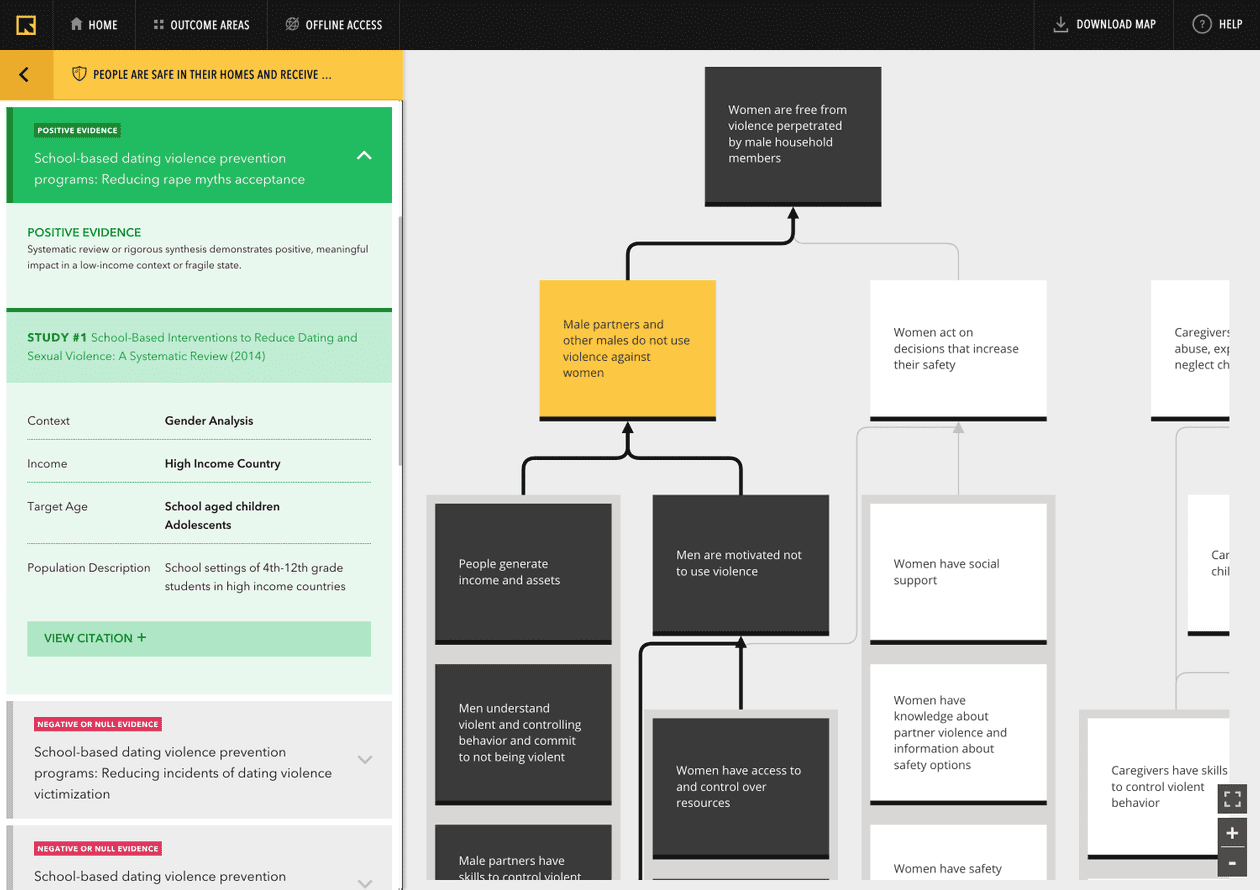 HOME
OUTCOME AREAS
OFFLINE ACCESS
DOWNLOAD MAP
? HELP
PEOPLE ARE SAFE IN THEIR HOMES AND RECEIVE ...
POSITIVE EVIDENCE
School-based dating violence prevention
programs: Reducing rape myths acceptance
POSITIVE EVIDENCE
Systematic review or rigorous synthesis demonstrates positive, meaningful
impact in a low-income context or fragile state.
STUDY #1 School-Based Interventions to Reduce Dating and
Sexual Violence: A Systematic Review (2014)
Context Gender Analysis
Income High Income Country
Target Age School aged children
Adolescents
Population Description School settings of 4th-12th grade
students in high income countries
VIEW CITATION +
NEGATIVE OR NULL EVIDENCE
School-based dating violence prevention
programs: Reducing incidents of dating violence
victimization
NEGATIVE OR NULL EVIDENCE
School-based dating violence prevention
Women are free from
violence perpetrated
by male household
members
Male partners and
other males do not use
violence against
women
Women act on
decisions that increase
their safety
Caregivers
abuse, exp
neglect ch
People generate
income and assets
Men are motivated not
to use violence
Women have social
support
Car
chil
Men understand
violent and controlling
behavior and commit
to not being violent
Women have access to
and control over
resources
Women have
knowledge about
partner violence and
information about
safety options
Caregivers have skills
to control violent
behavior
Male partners have
skills to control violent
Women have safety
+
-